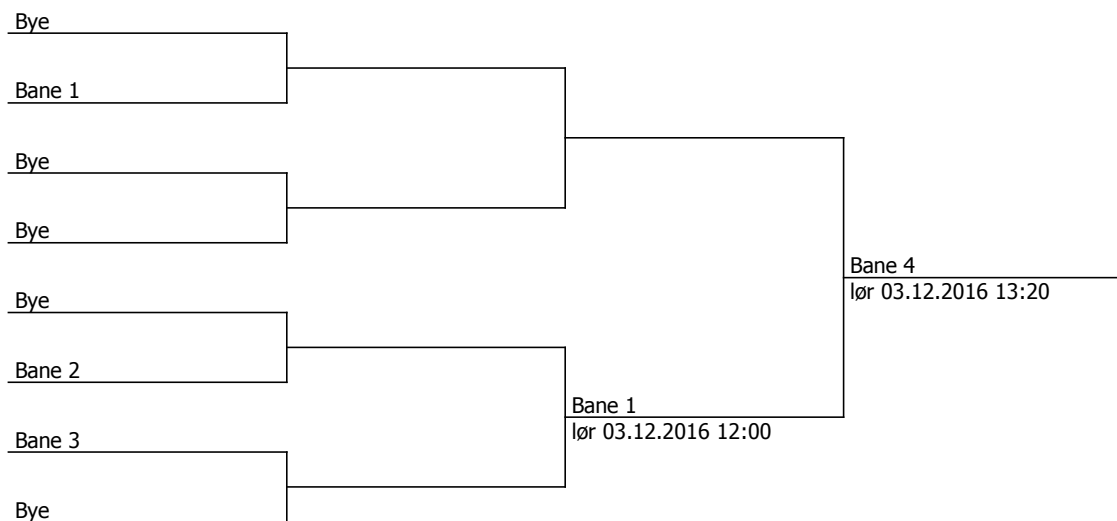 Bye
Bane 1
Bye
Bye
Bye
Bane 2
Bane 3
Bye
Bane 1
lør 03.12.2016 12:00
Bane 4
lør 03.12.2016 13:20